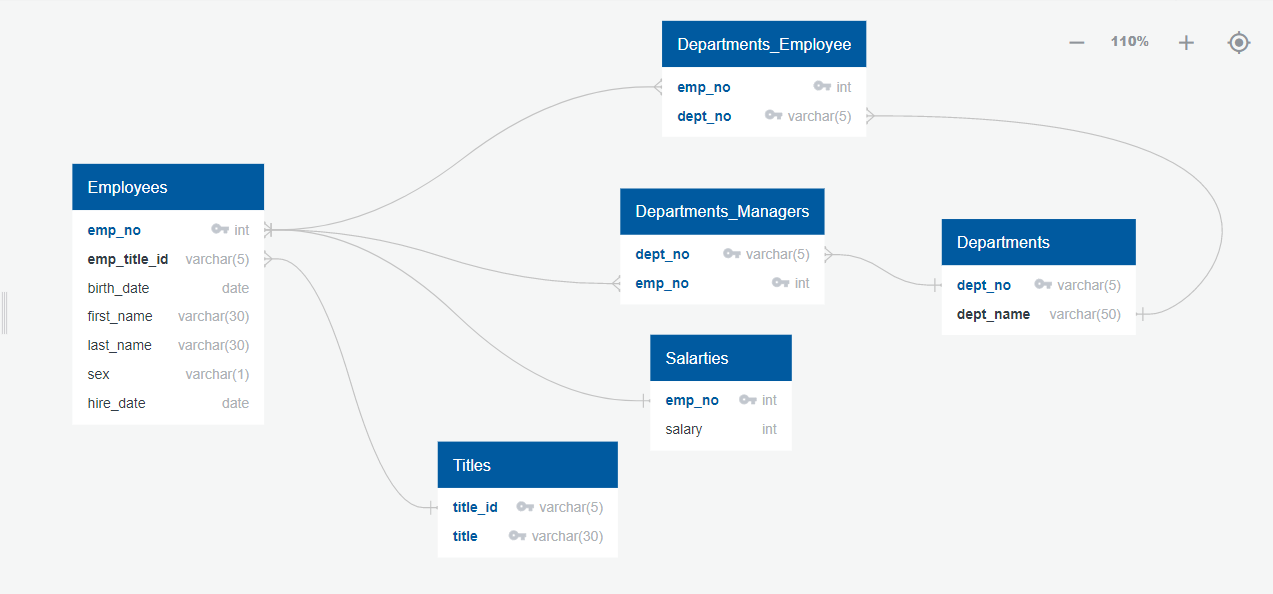 Departments_Employee
emp_no int
dept_no varchar(5)
110%
Employees
emp_no int
emp_title_id varchar(5)
birth_date date
first_name varchar(30)
last_name varchar(30)
sex varchar(1)
hire_date date
Departments_Managers
dept_no varchar(5)
emp_no int
Departments
dept_no varchar(5)
dept_name varchar(50)
Salarties
emp_no int
salary int
Titles
title_id varchar(5)
title varchar(30)